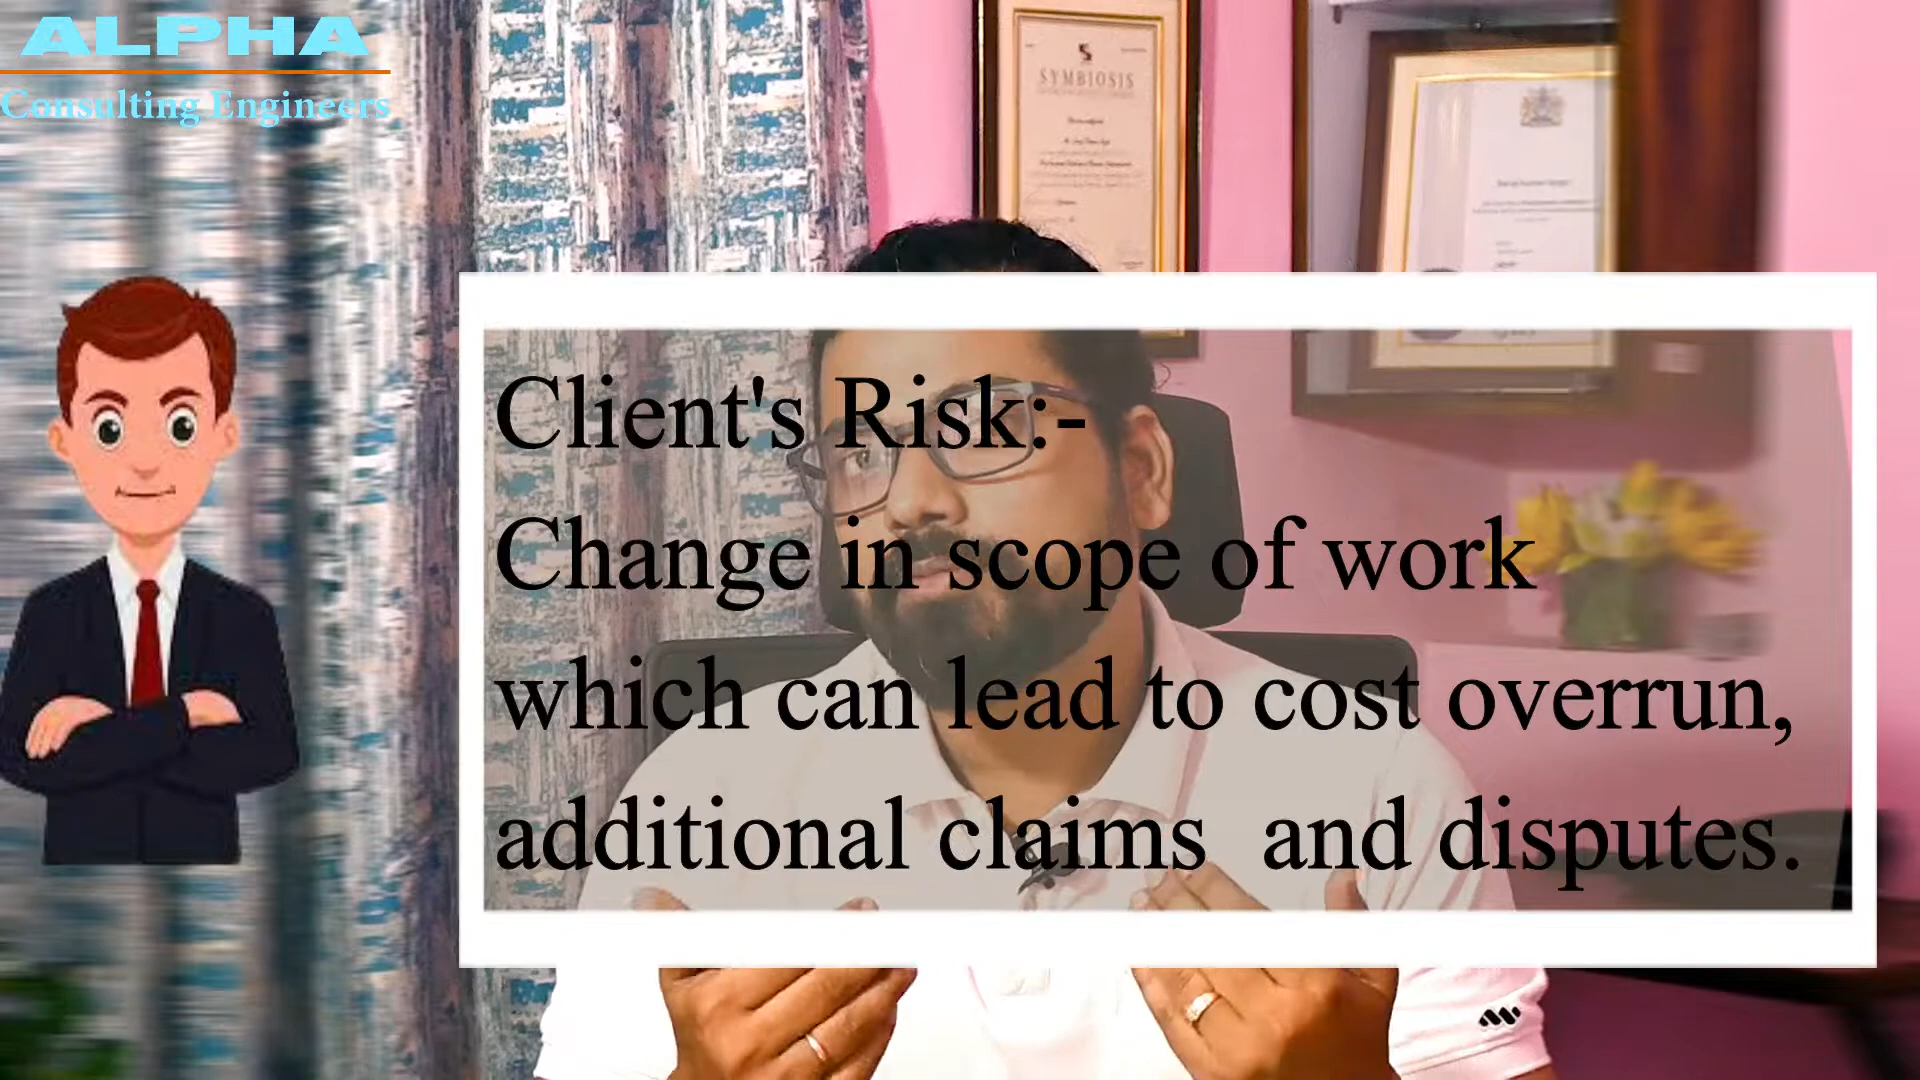 ALPHA
Consulting Engineers
SYMBIOSIS
Client's Risk:-
Change in scope of work
which can lead to cost overrun,
additional claims  and disputes.